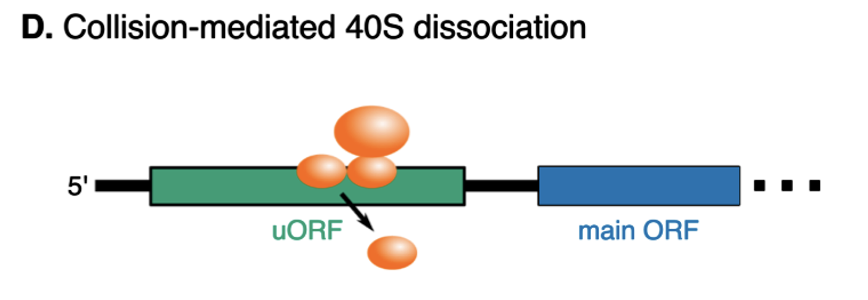 D. Collision-mediated 40S dissociation
5'
uORF
main ORF